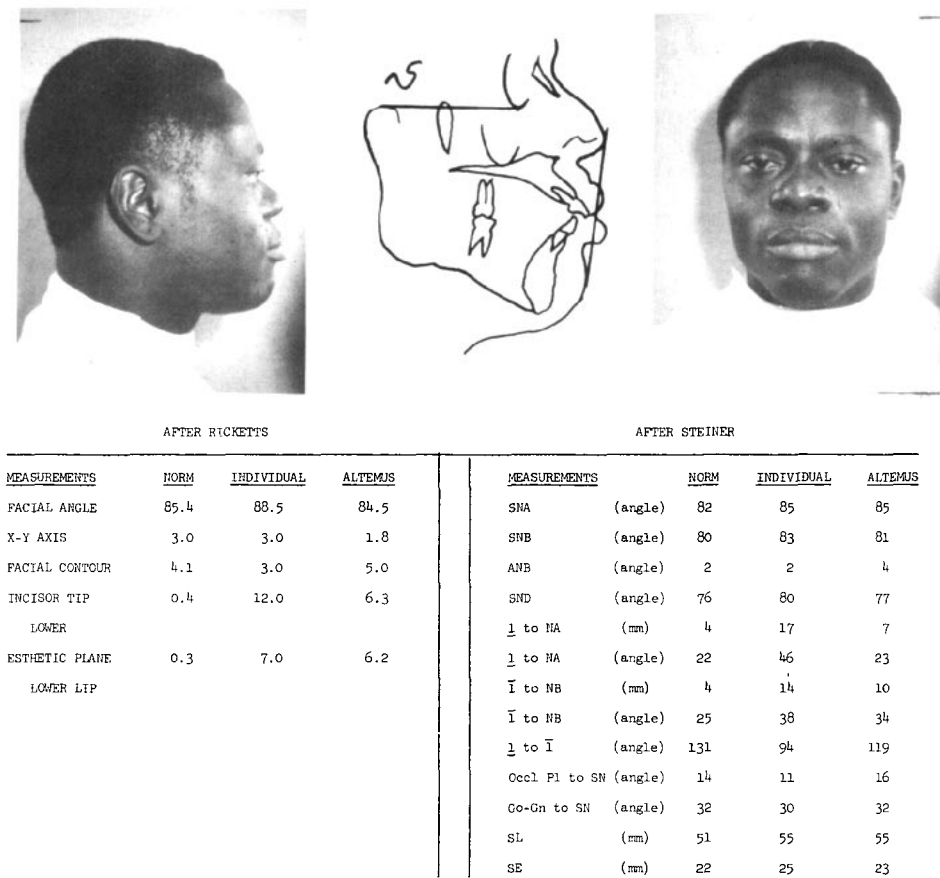 AFTER RICKETTS
MEASUREMENTS NORM INDIVIDUAL ALTEMUS
FACIAL ANGLE 85.4 88.5 84.5
X-Y AXIS 3.0 3.0 1.8
FACIAL CONTOUR 4.1 3.0 5.0
INCISOR TIP 0.4 12.0 6.3
LOWER
ESTHETIC PLANE 0.3 7.0 6.2
LOWER LIP
AFTER STEINER
MEASUREMENTS NORM INDIVIDUAL ALTEMUS
SNA (angle) 82 85 85
SNB (angle) 80 83 81
ANB (angle) 2 2 4
SND (angle) 76 80 77
1 to NA (mm) 4 17 7
1 to NA (angle) 22 46 23
1 to NB (mm) 4 14 10
1 to NB (angle) 25 38 34
1 to 1 (angle) 131 94 119
Occl Pl to SN (angle) 14 11 16
Go-Gn to SN (angle) 32 30 32
SL (mm) 51 55 55
SE (mm) 22 25 23